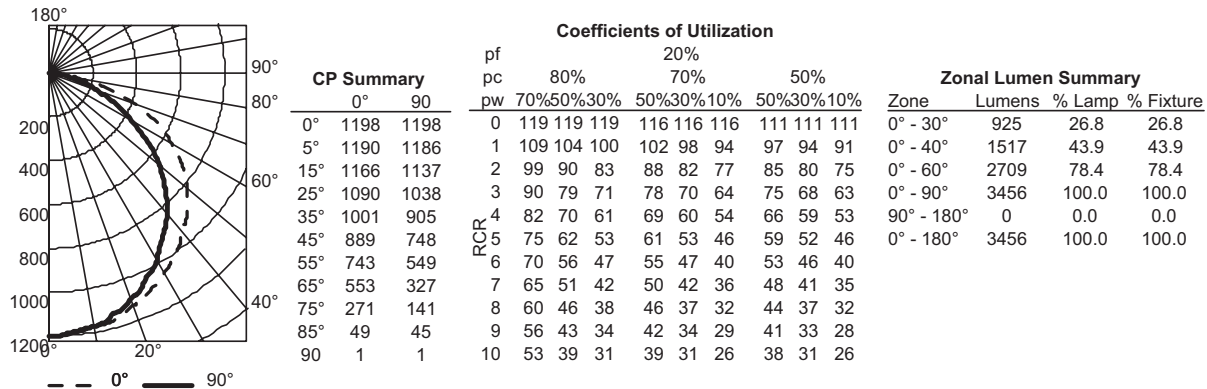 180°
90°
80°
60°
40°
200
400
600
800
1000
1200
0°
20°
0° 90°
CP Summary
0° 90
0° 1198 1198
5° 1190 1186
15° 1166 1137
25° 1090 1038
35° 1001 905
45° 889 748
55° 743 549
65° 553 327
75° 271 141
85° 49 45
90 1 1
Coefficients of Utilization
pf 20%
pc 80% 70% 50%
pw 70%50%30% 50%30%10% 50%30%10%
RCR
0 119 119 119 116 116 116 111 111 111
1 109 104 100 102 98 94 97 94 91
2 99 90 83 88 82 77 85 80 75
3 90 79 71 78 70 64 75 68 63
4 82 70 61 69 60 54 66 59 53
5 75 62 53 61 53 46 59 52 46
6 70 56 47 55 47 40 53 46 40
7 65 51 42 50 42 36 48 41 35
8 60 46 38 46 37 32 44 37 32
9 56 43 34 42 34 29 41 33 28
10 53 39 31 39 31 26 38 31 26
Zonal Lumen Summary
Zone Lumens % Lamp % Fixture
0° - 30° 925 26.8 26.8
0° - 40° 1517 43.9 43.9
0° - 60° 2709 78.4 78.4
0° - 90° 3456 100.0 100.0
90° - 180° 0 0.0 0.0
0° - 180° 3456 100.0 100.0